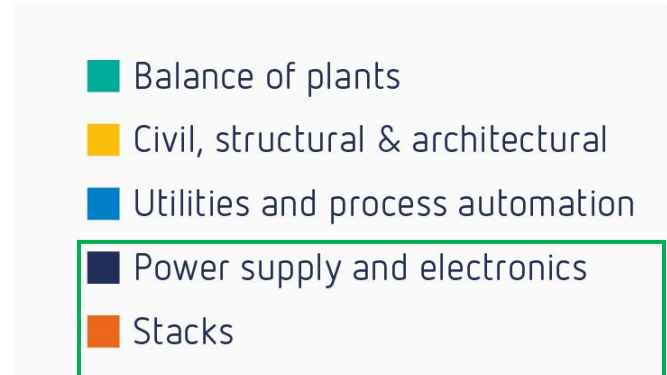 Balance of plants
Civil, structural & architectural
Utilities and process automation
Power supply and electronics
Stacks